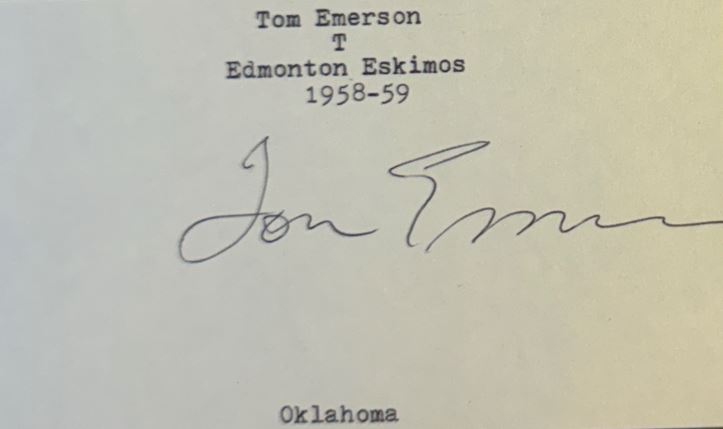 Tom Emerson
T
Edmonton Eskimos
1958-59
Tom Emerson
Oklahoma